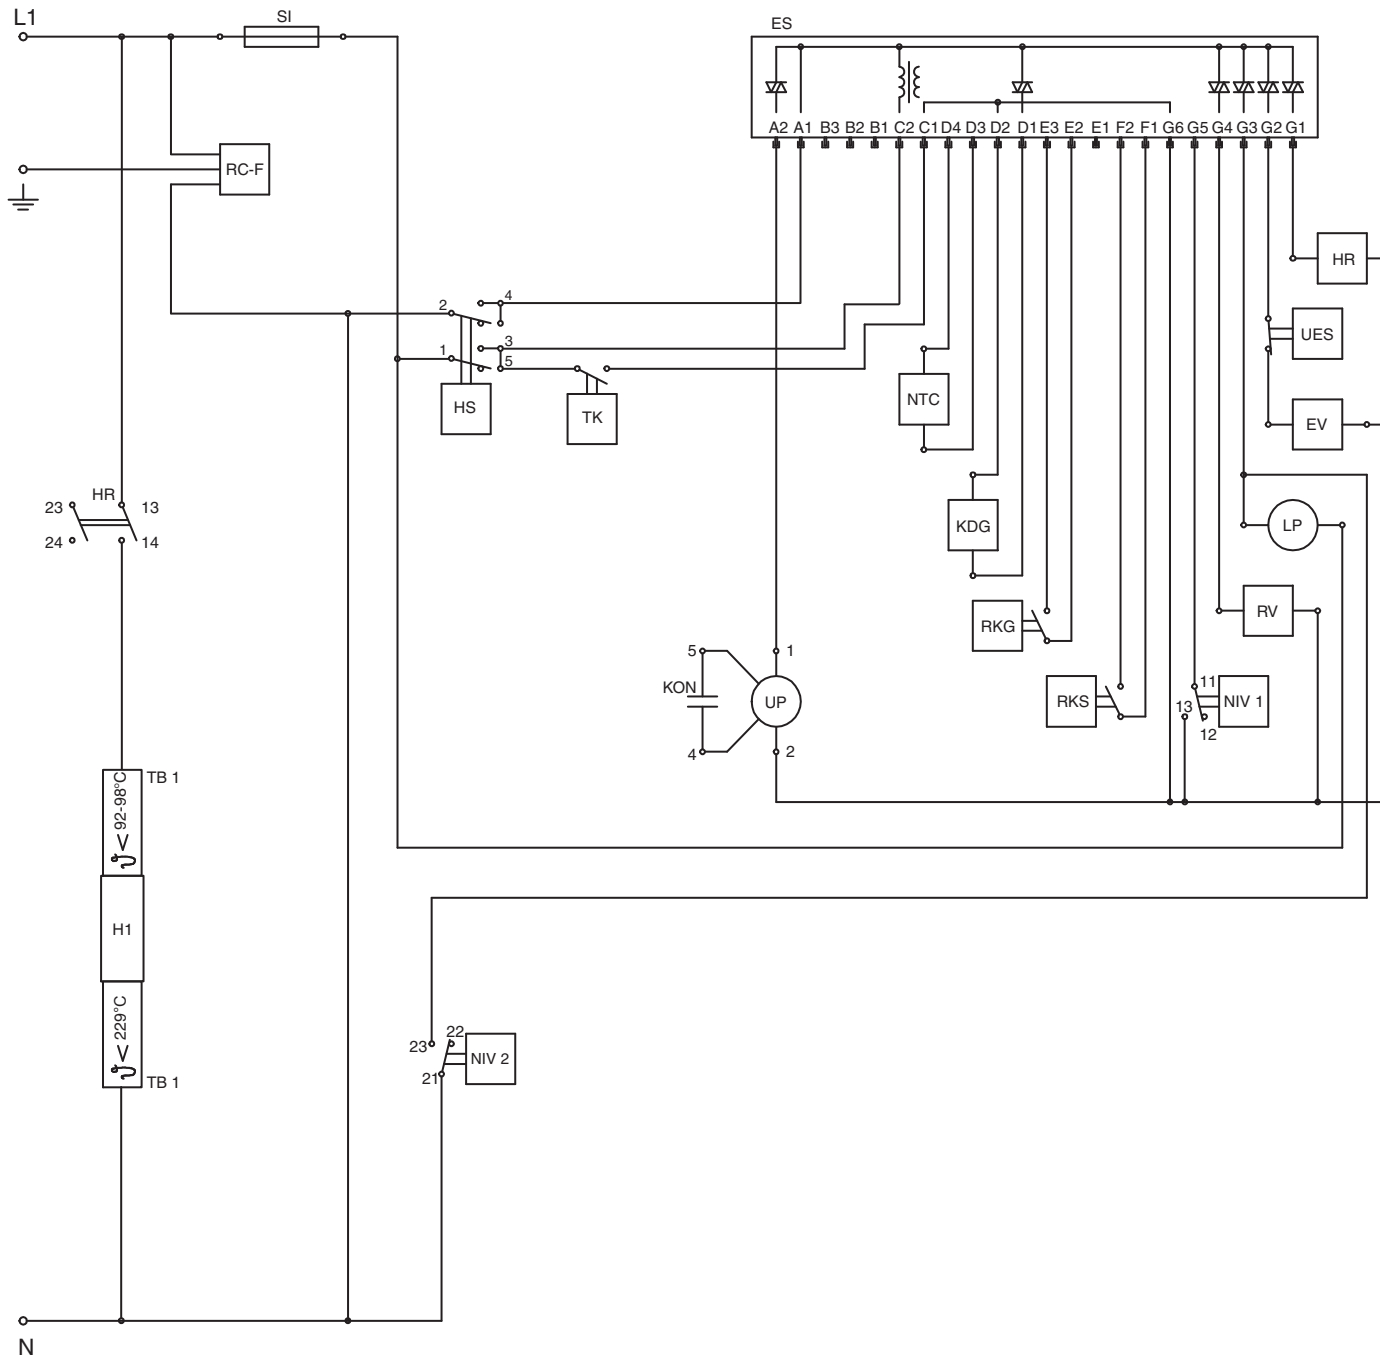 L1 SI ES
A2 A1 B3 B2 B1 C2 C1 D4 D3 D2 D1 E3 E2 E1 F2 F1 G6 G5 G4 G3 G2 G1
RC-F
HR
2 4
UES
1 3
5
HS TK NTC EV
HR
23 13
24 14
KDG LP
RKG RV
5 1
KON UP RKS 11 NIV 1
13
12
4 2
TB 1
92-98°C
H1
229°C
TB 1
22
23 NIV 2
21
N